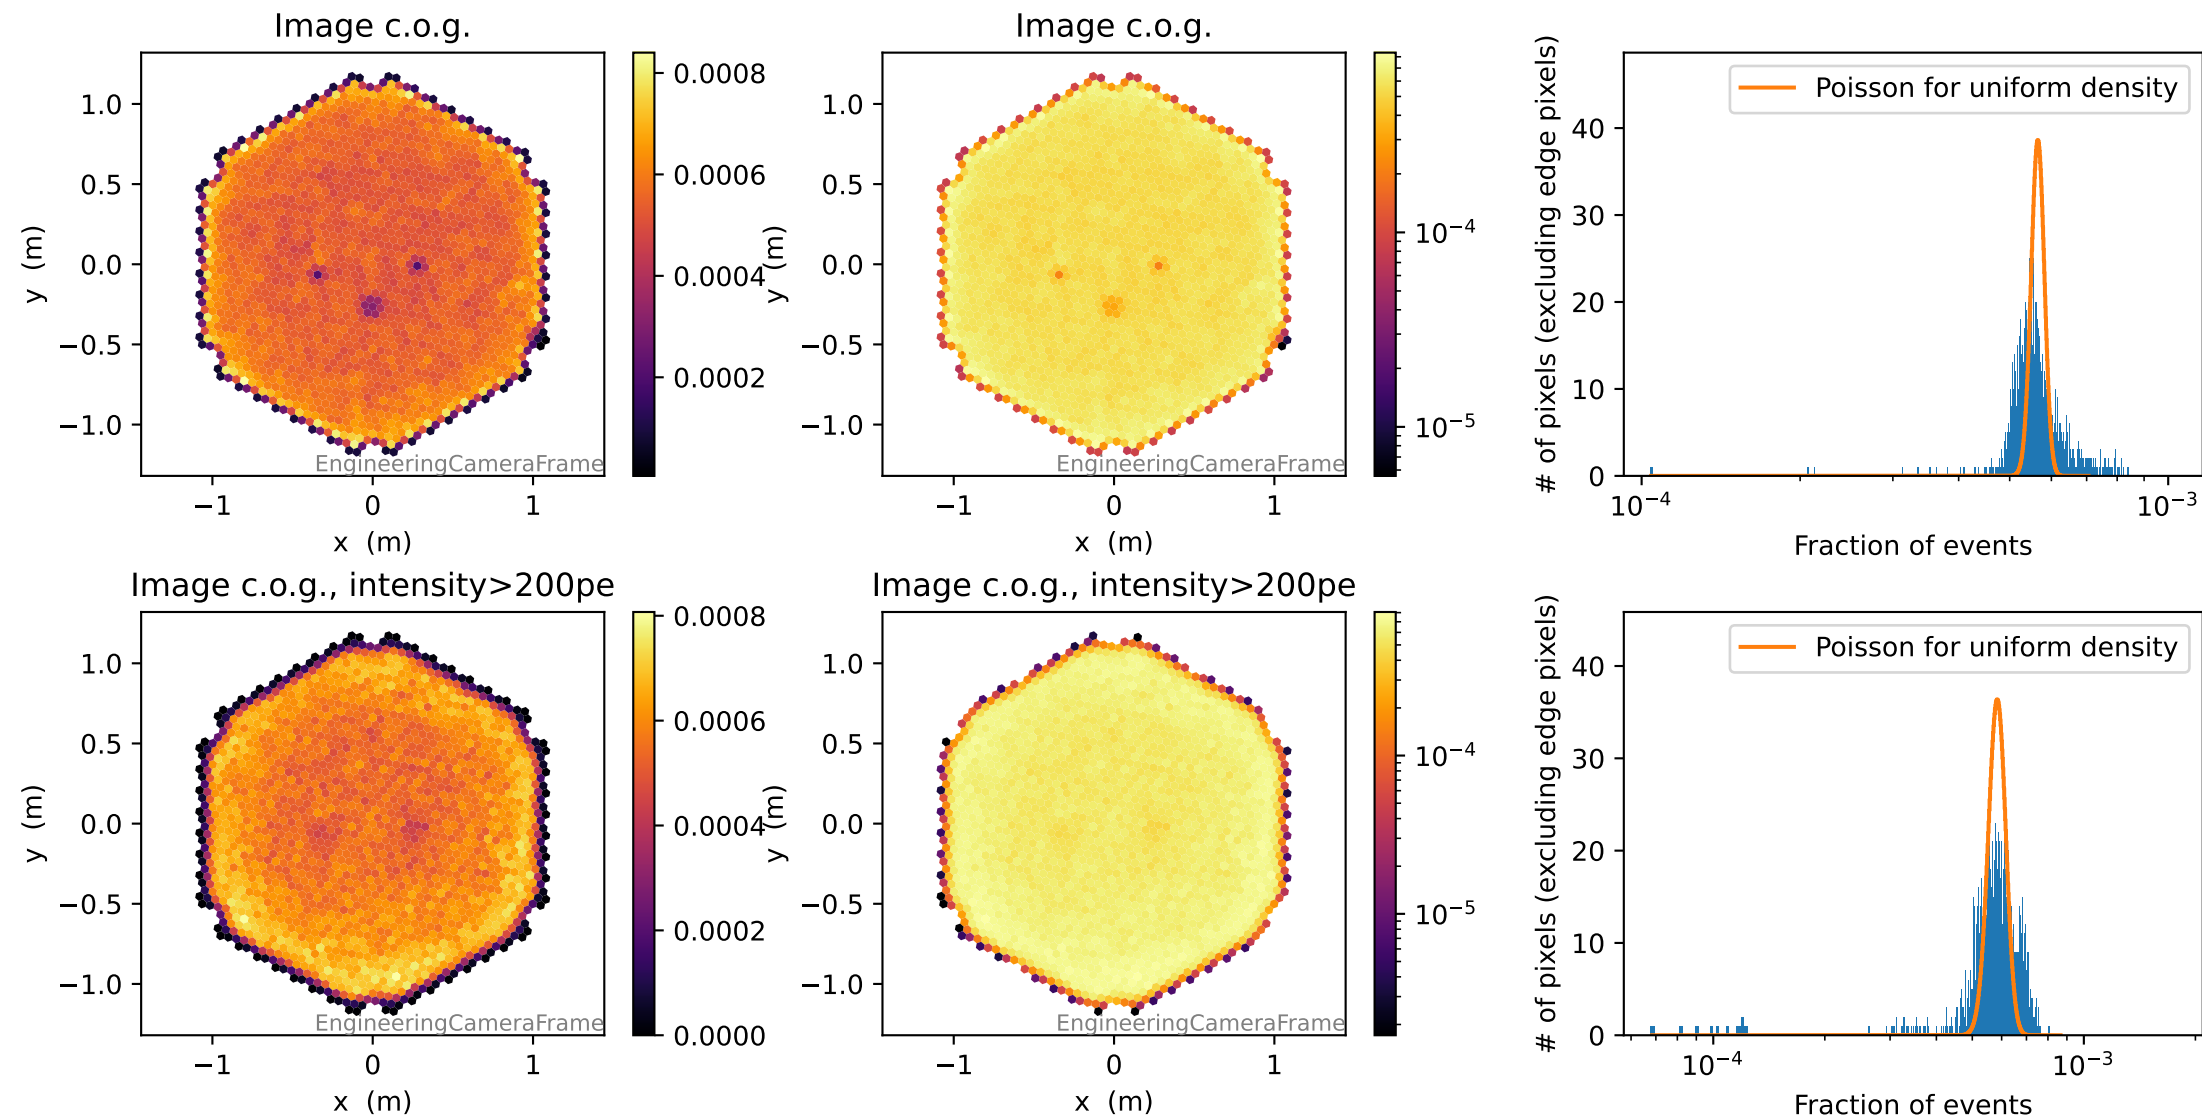 Image c.o.g.
y (m)
1.0
0.5
0.0
−0.5
−1.0
EngineeringCameraFrame
−1 0 1
x (m)
0.0008
0.0006
0.0004
0.0002
Image c.o.g.
y (m)
1.0
0.5
0.0
−0.5
−1.0
EngineeringCameraFrame
−1 0 1
x (m)
10⁻⁴
10⁻⁵
# of pixels (excluding edge pixels)
Poisson for uniform density
40
30
20
10
0
10⁻⁴ 10⁻³
Fraction of events
Image c.o.g., intensity>200pe
y (m)
1.0
0.5
0.0
−0.5
−1.0
EngineeringCameraFrame
−1 0 1
x (m)
0.0008
0.0006
0.0004
0.0002
0.0000
Image c.o.g., intensity>200pe
y (m)
1.0
0.5
0.0
−0.5
−1.0
EngineeringCameraFrame
−1 0 1
x (m)
10⁻⁴
10⁻⁵
# of pixels (excluding edge pixels)
Poisson for uniform density
40
30
20
10
0
10⁻⁴ 10⁻³
Fraction of events